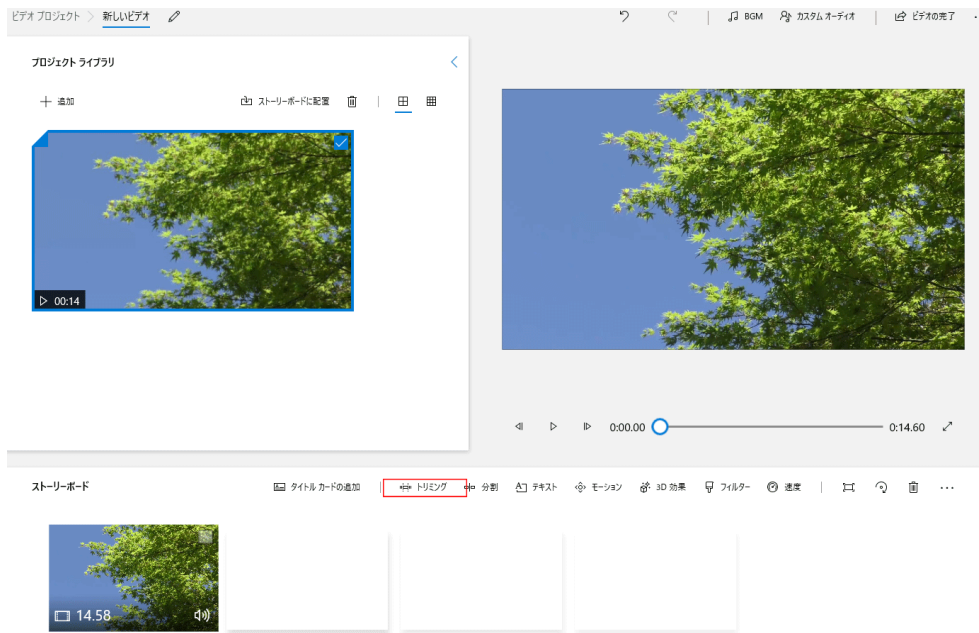 ビデオ プロジェクト > 新しいビデオ
BGM カスタム オーディオ ビデオの完了
プロジェクト ライブラリ
+ 追加 ストーリーボードに配置
00:14
0:00.00 0:14.60
ストーリーボード タイトル カードの追加 トリミング 分割 テキスト モーション 3D 効果 フィルター 速度 ...
14.58